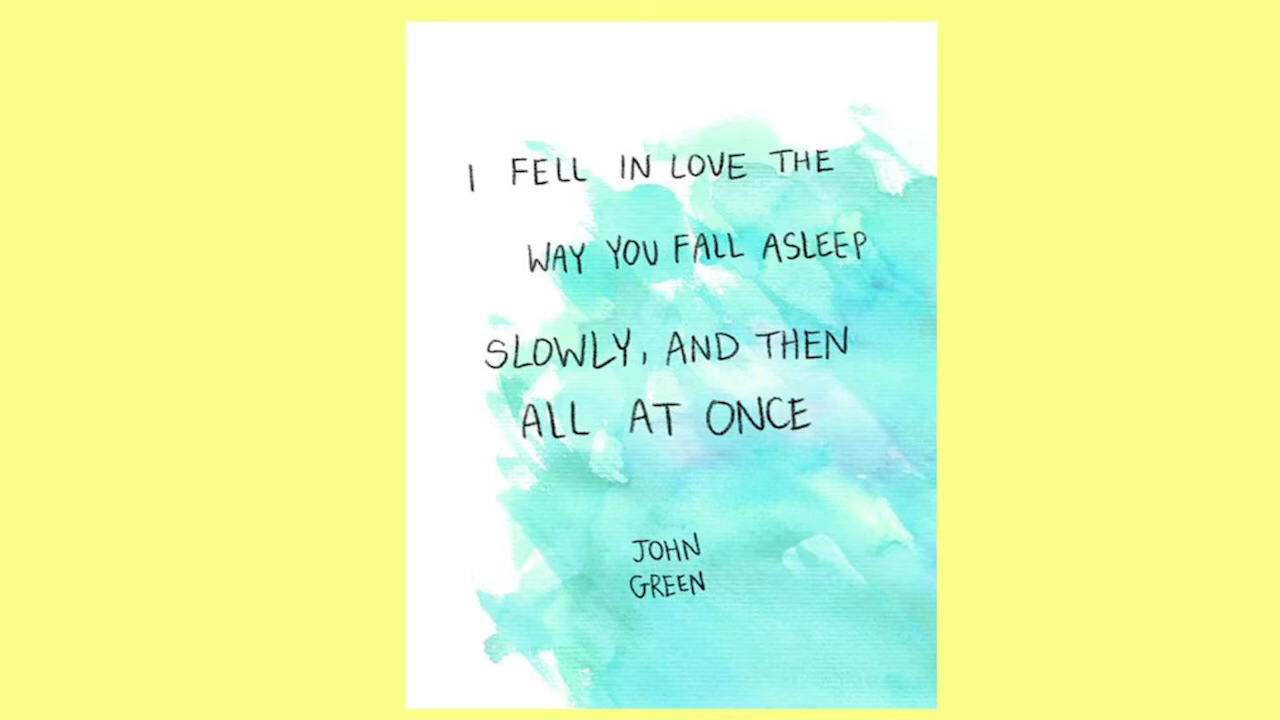 I FELL IN LOVE THE
WAY YOU FALL ASLEEP
SLOWLY, AND THEN
ALL AT ONCE
JOHN
GREEN